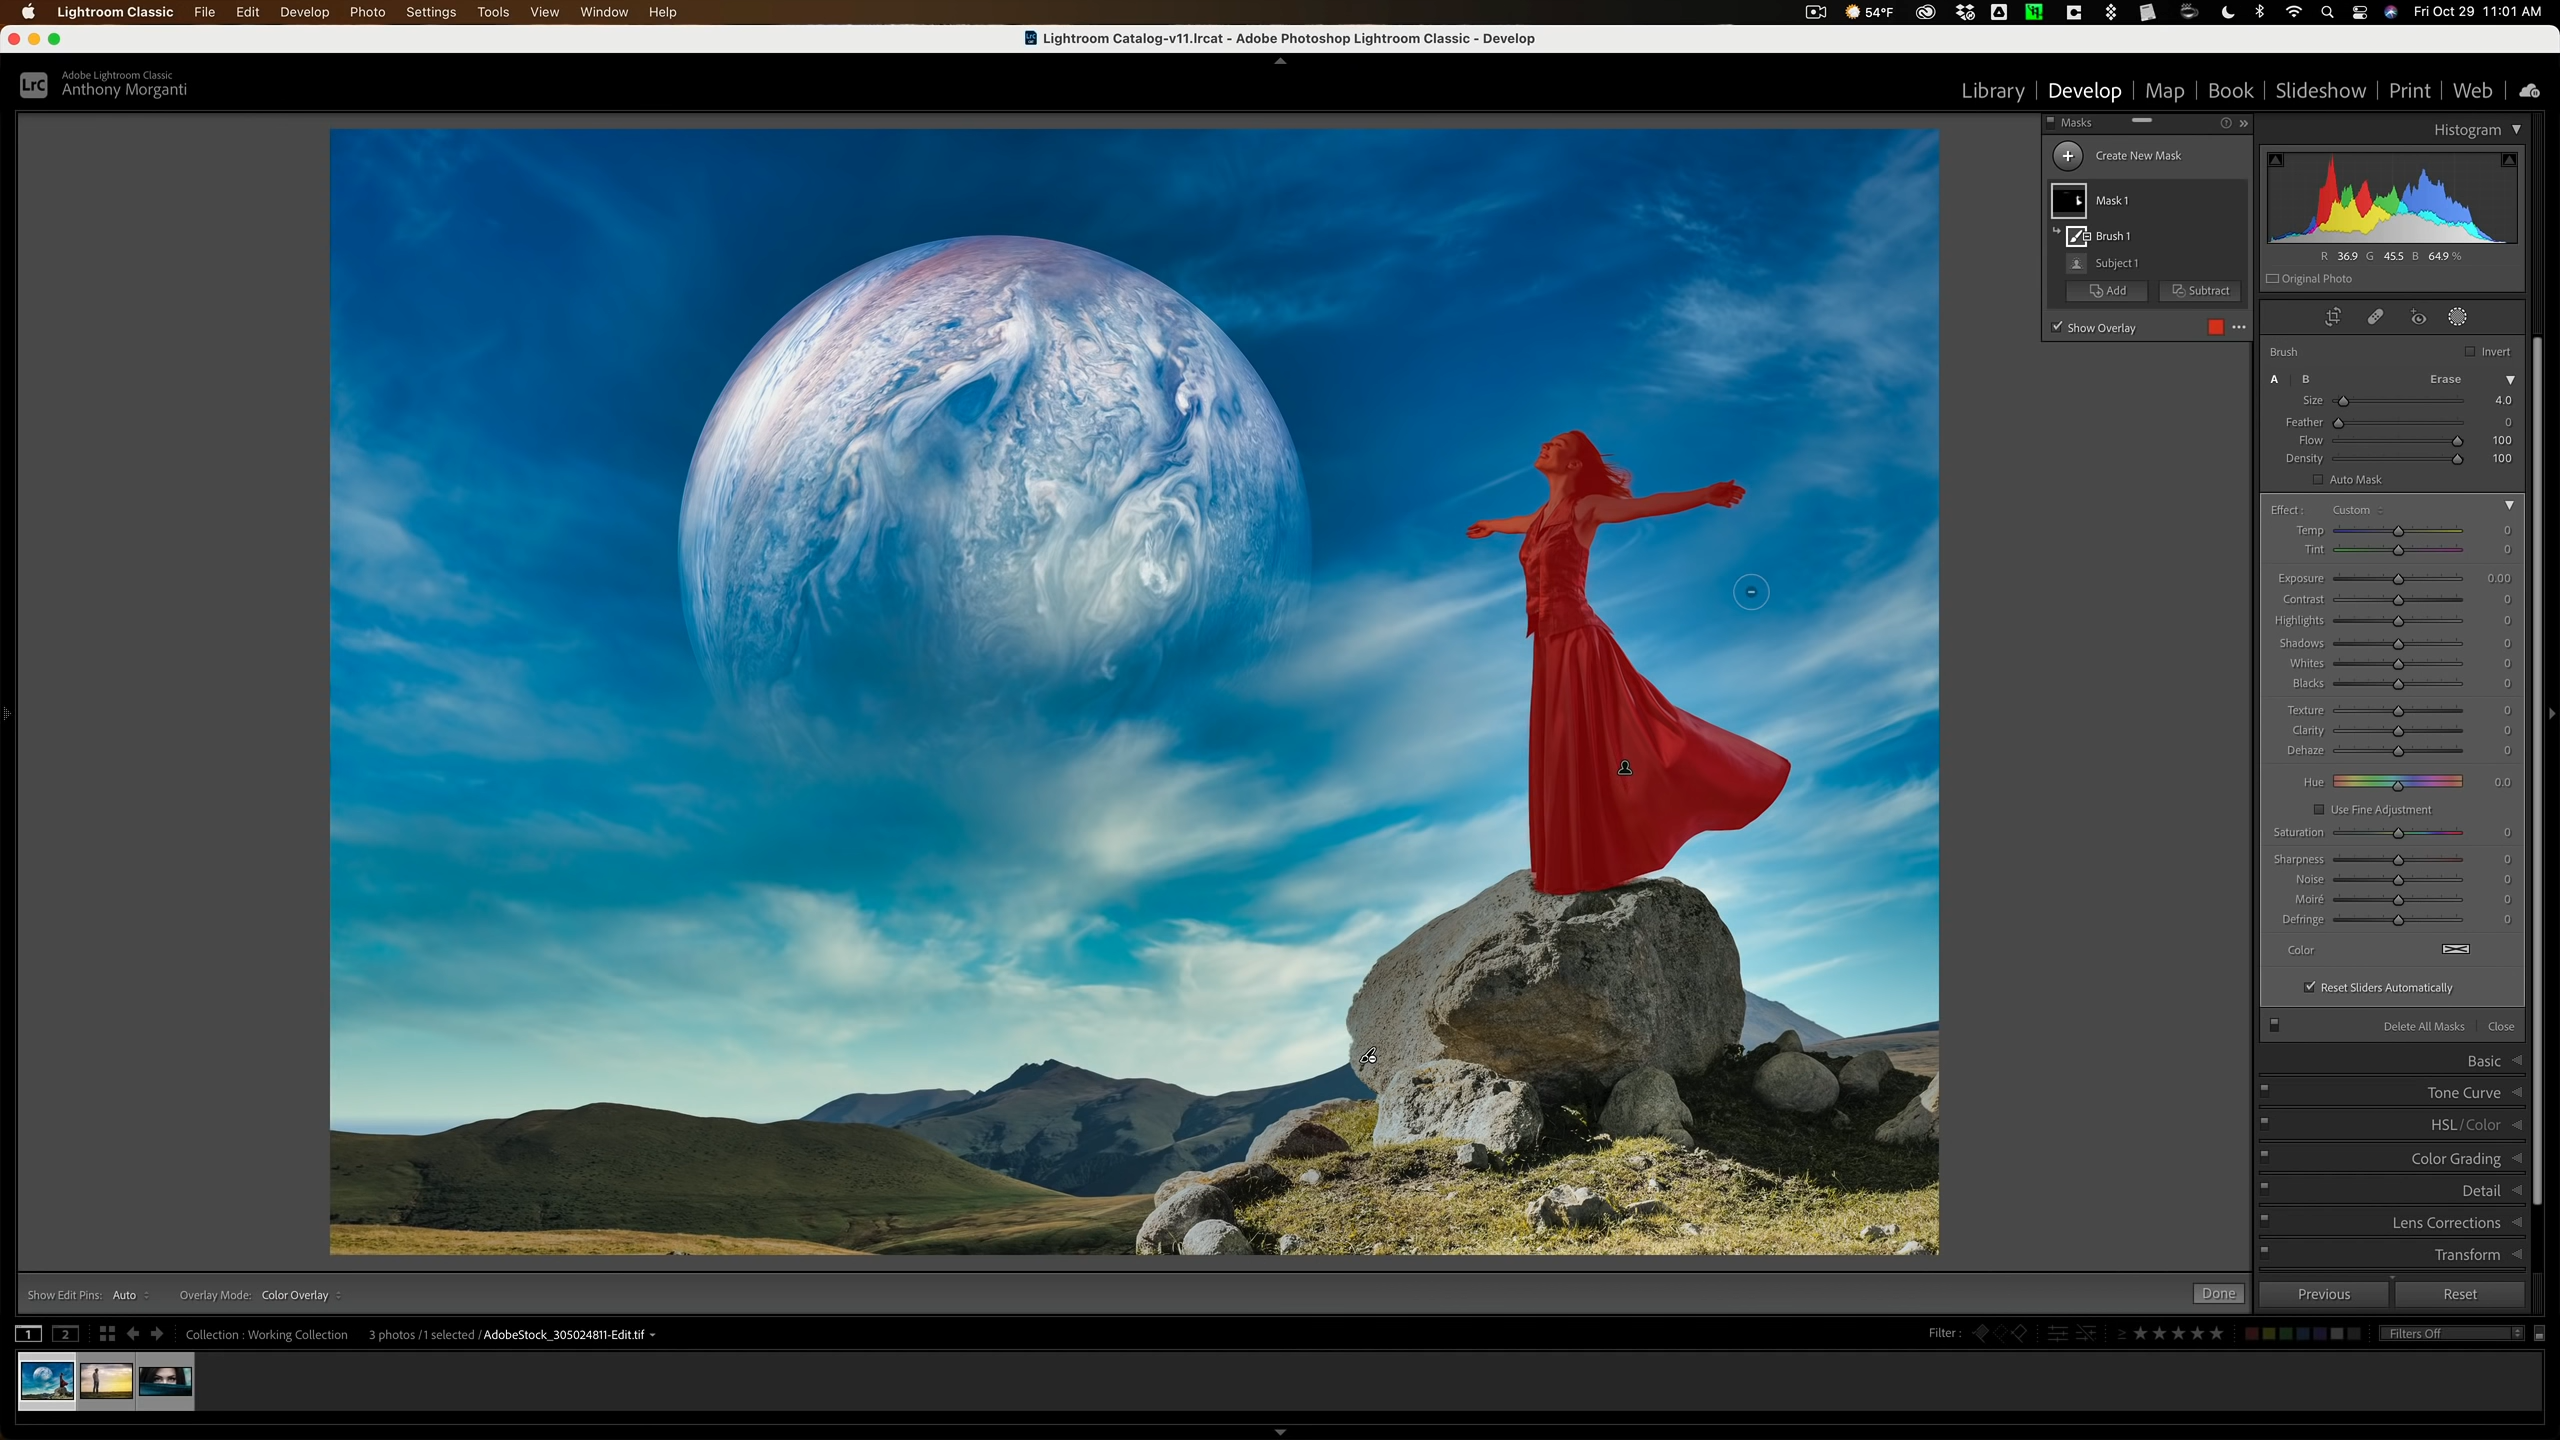 Lightroom Classic File Edit Develop Photo Settings Tools View Window Help 54°F Fri Oct 29 11:01 AM
Lightroom Catalog-v11.lrcat - Adobe Photoshop Lightroom Classic - Develop
LrC Adobe Lightroom Classic
Anthony Morganti
Library | Develop | Map | Book | Slideshow | Print | Web
Masks
Create New Mask
Mask 1
Brush 1
Subject 1
Add Subtract
Show Overlay
Histogram
R 36.9 G 45.5 B 64.9 %
Original Photo
Brush Invert
A B Erase
Size 4.0
Feather 0
Flow 100
Density 100
Auto Mask
Effect : Custom
Temp 0
Tint 0
Exposure 0.00
Contrast 0
Highlights 0
Shadows 0
Whites 0
Blacks 0
Texture 0
Clarity 0
Dehaze 0
Hue 0.0
Use Fine Adjustment
Saturation 0
Sharpness 0
Noise 0
Moiré 0
Defringe 0
Color
Reset Sliders Automatically
Delete All Masks Close
Basic
Tone Curve
HSL / Color
Color Grading
Detail
Lens Corrections
Transform
Previous Reset
Show Edit Pins: Auto Overlay Mode: Color Overlay Done
1 2 Collection : Working Collection 3 photos / 1 selected / AdobeStock_305024811-Edit.tif Filter : ≥ ★ ★ ★ ★ ★ Filters Off